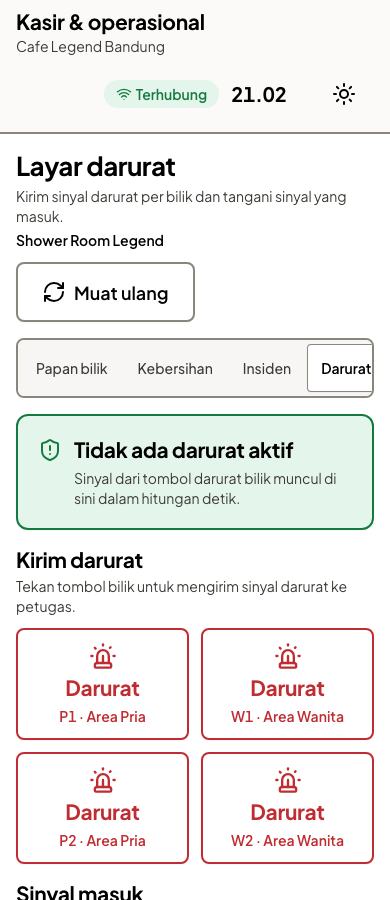 Kasir & operasional
Cafe Legend Bandung
Terhubung
21.02
Layar darurat
Kirim sinyal darurat per bilik dan tangani sinyal yang
masuk.
Shower Room Legend
Muat ulang
Papan bilik
Kebersihan
Insiden
Darurat
Tidak ada darurat aktif
Sinyal dari tombol darurat bilik muncul di
sini dalam hitungan detik.
Kirim darurat
Tekan tombol bilik untuk mengirim sinyal darurat ke
petugas.
Darurat
P1 · Area Pria
Darurat
W1 · Area Wanita
Darurat
P2 · Area Pria
Darurat
W2 · Area Wanita
Sinyal masuk